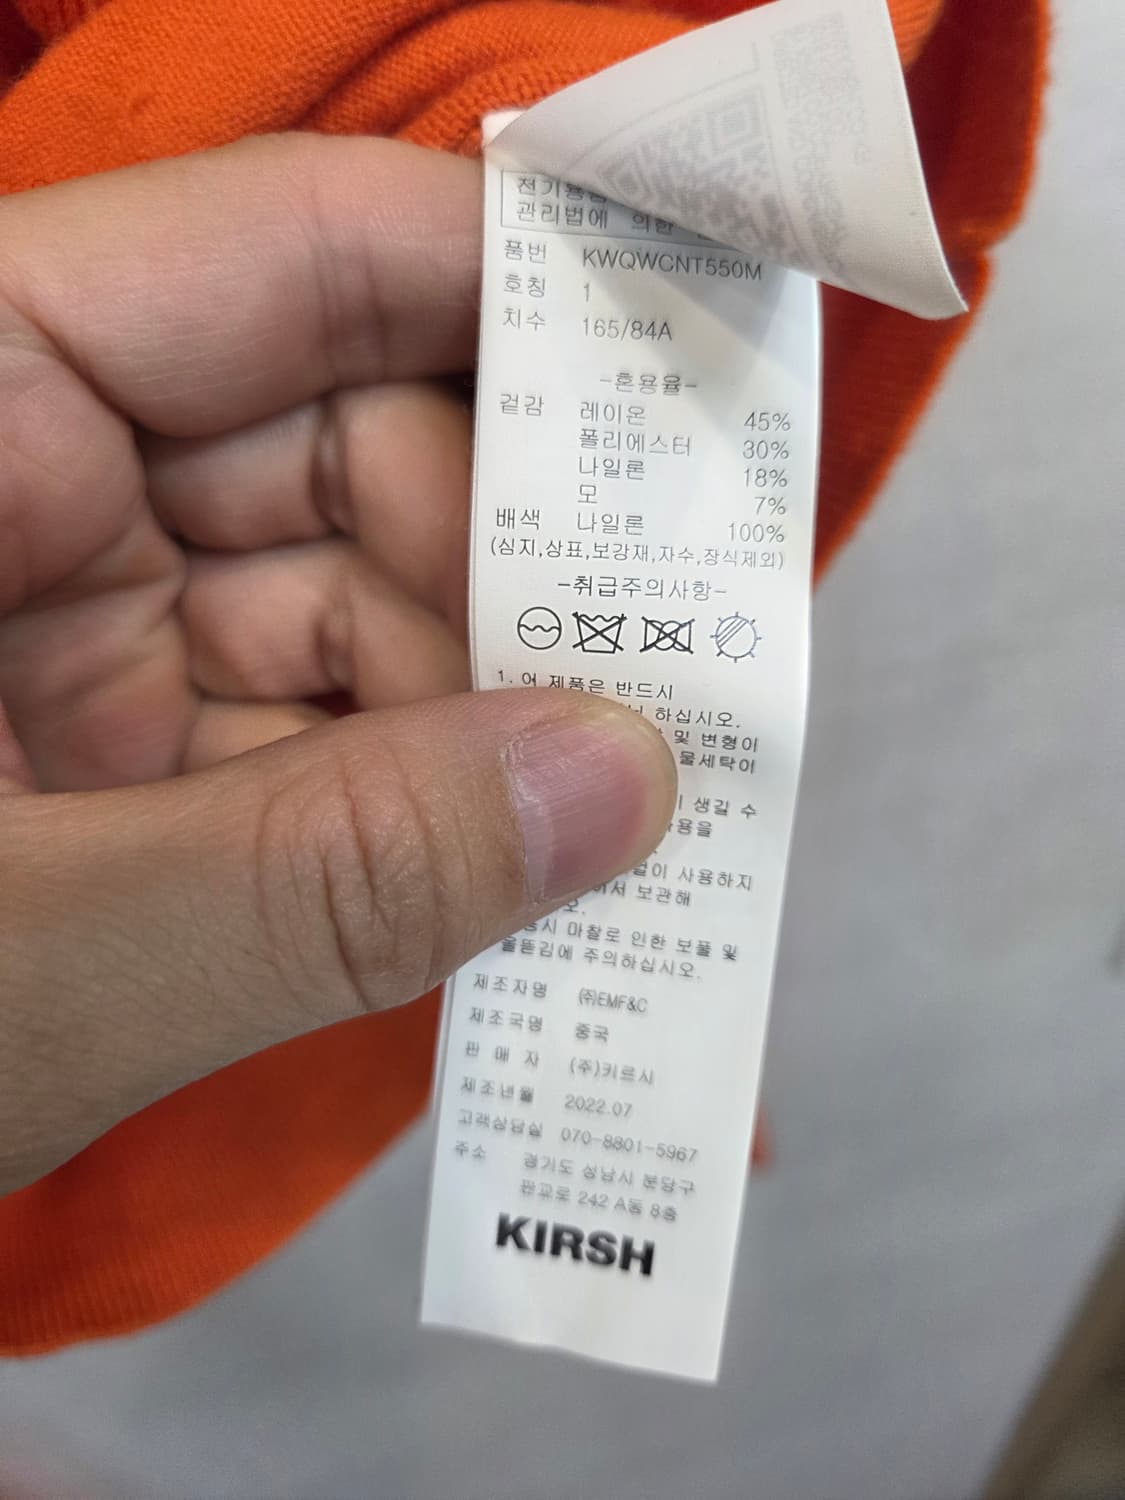 전기용품
관리법에 의한
품번 KWQWCNT550M
호칭 1
치수 165/84A
-혼용율-
겉감 레이온 45%
폴리에스터 30%
나일론 18%
모 7%
배색 나일론 100%
(심지,상표,보강재,자수,장식제외)
-취급주의사항-
1. 어 제품은 반드시
하십시오.
및 변형이
물세탁이
생길 수
사용을
사용하지
보관해
마찰로 인한 보풀 및
올뜯김에 주의하십시오.
제조자명 ㈜EMF&C
제조국명 중국
판 매 자 (주)키르시
제조년월 2022.07
고객상담실 070-8801-5967
주소 경기도 성남시 분당구
판교로 242 A동 8층
KIRSH